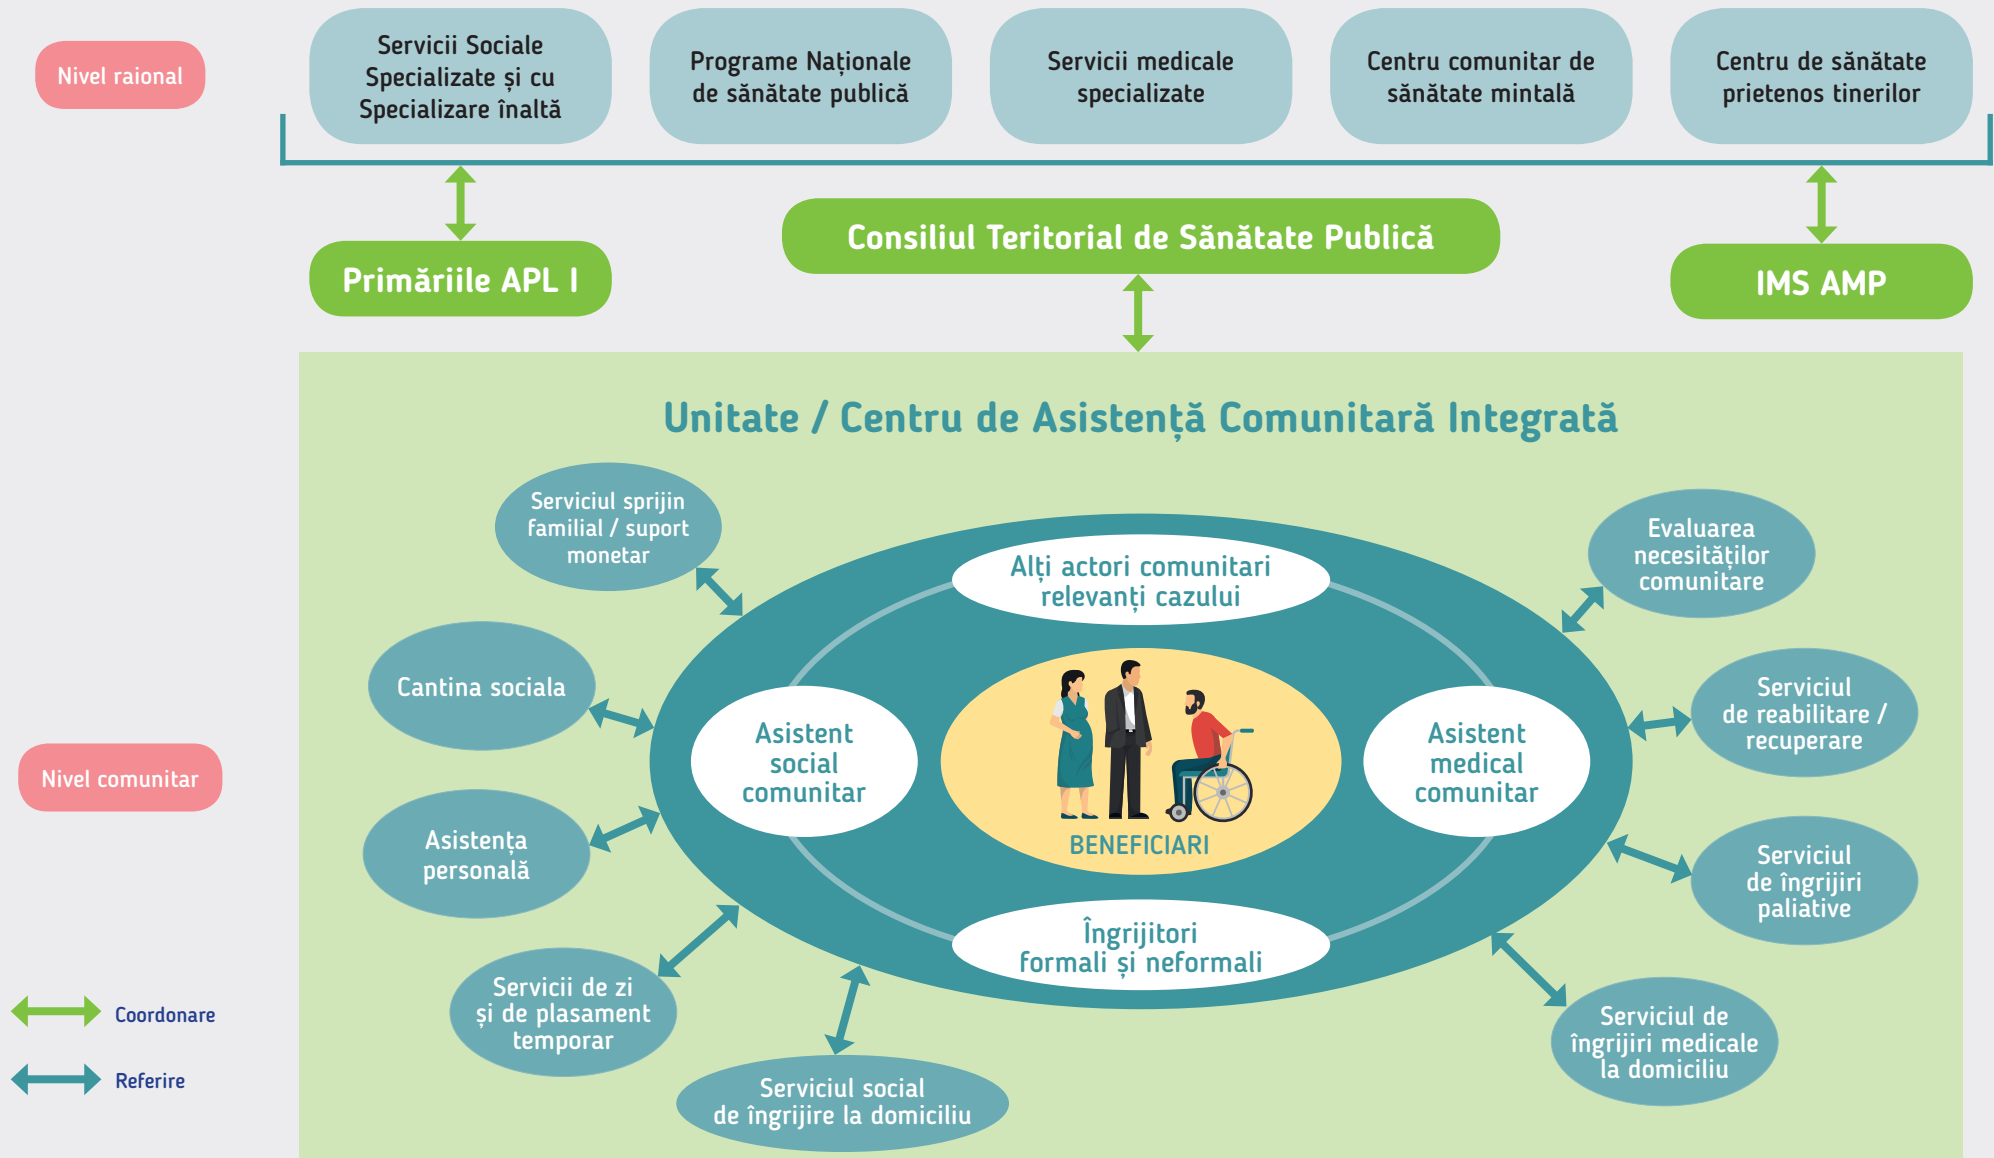 Nivel raional
Servicii Sociale
Specializate și cu
Specializare înaltă
Programe Naționale
de sănătate publică
Servicii medicale
specializate
Centru comunitar de
sănătate mintală
Centru de sănătate
prietenos tinerilor
Primăriile APL I
Consiliul Teritorial de Sănătate Publică
IMS AMP
Unitate / Centru de Asistență Comunitară Integrată
Serviciul sprijin
familial / suport
monetar
Cantina sociala
Asistența
personală
Servicii de zi
și de plasament
temporar
Serviciul social
de îngrijire la domiciliu
Alți actori comunitari
relevanți cazului
Asistent
social
comunitar
BENEFICIARI
Asistent
medical
comunitar
Îngrijitori
formali și neformali
Evaluarea
necesităților
comunitare
Serviciul
de reabilitare /
recuperare
Serviciul
de îngrijiri
paliative
Serviciul de
îngrijiri medicale
la domiciliu
Nivel comunitar
Coordonare
Referire